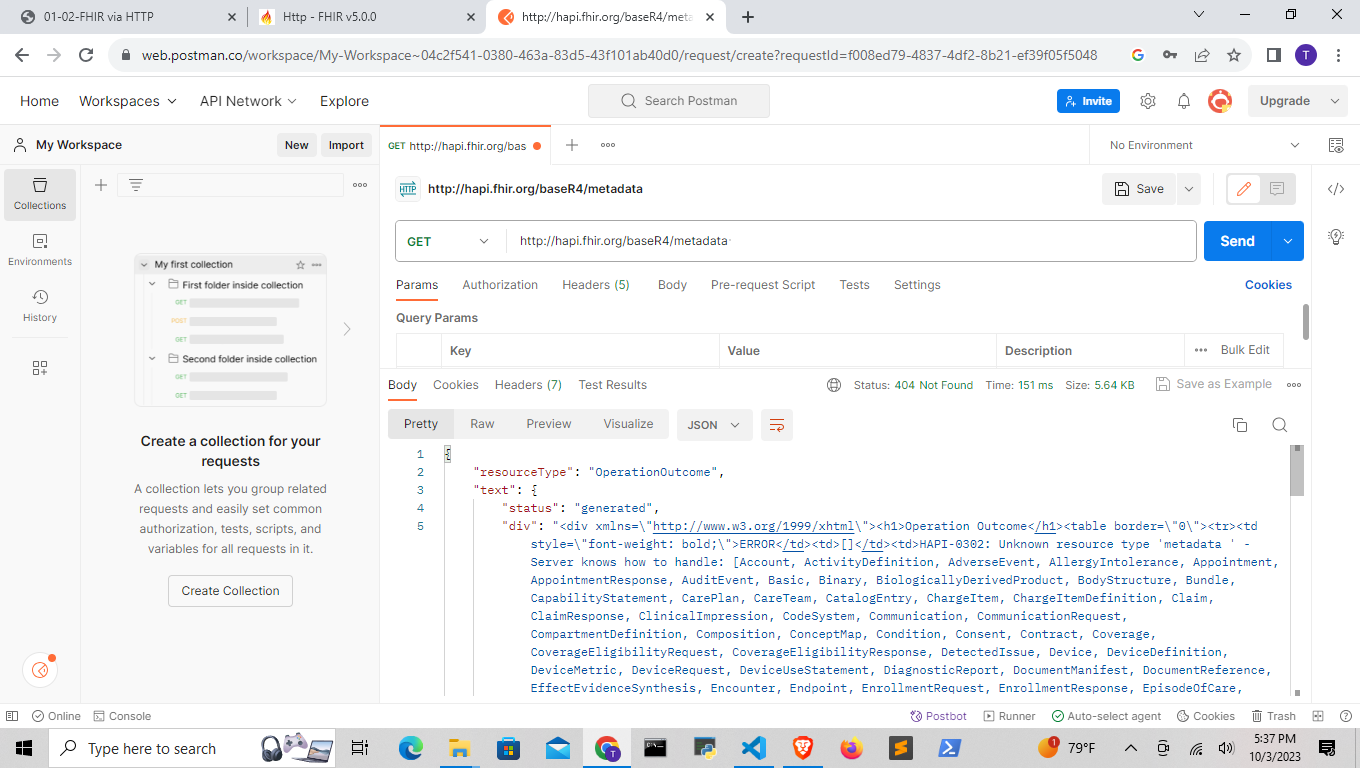 01-02-FHIR via HTTP
Http - FHIR v5.0.0
http://hapi.fhir.org/baseR4/meta
web.postman.co/workspace/My-Workspace~04c2f541-0380-463a-83d5-43f101ab40d0/request/create?requestId=f008ed79-4837-4df2-8b21-ef39f05f5048
T
Home Workspaces API Network Explore Search Postman Invite Upgrade
My Workspace New Import GET http://hapi.fhir.org/bas No Environment
HTTP http://hapi.fhir.org/baseR4/metadata Save
Collections
Environments
History
GET http://hapi.fhir.org/baseR4/metadata Send
Params Authorization Headers (5) Body Pre-request Script Tests Settings Cookies
Query Params
Key Value Description Bulk Edit
My first collection
First folder inside collection
GET
POST
GET
Second folder inside collection
GET
GET
Create a collection for your
requests
A collection lets you group related
requests and easily set common
authorization, tests, scripts, and
variables for all requests in it.
Create Collection
Body Cookies Headers (7) Test Results Status: 404 Not Found Time: 151 ms Size: 5.64 KB Save as Example
Pretty Raw Preview Visualize JSON
1 {
2 "resourceType": "OperationOutcome",
3 "text": {
4 "status": "generated",
5 "div": "<div xmlns=\"http://www.w3.org/1999/xhtml\"><h1>Operation Outcome</h1><table border=\"0\"><tr><td
style=\"font-weight: bold;\">ERROR</td><td>[]</td><td>HAPI-0302: Unknown resource type 'metadata ' -
Server knows how to handle: [Account, ActivityDefinition, AdverseEvent, AllergyIntolerance, Appointment,
AppointmentResponse, AuditEvent, Basic, Binary, BiologicallyDerivedProduct, BodyStructure, Bundle,
CapabilityStatement, CarePlan, CareTeam, CatalogEntry, ChargeItem, ChargeItemDefinition, Claim,
ClaimResponse, ClinicalImpression, CodeSystem, Communication, CommunicationRequest,
CompartmentDefinition, Composition, ConceptMap, Condition, Consent, Contract, Coverage,
CoverageEligibilityRequest, CoverageEligibilityResponse, DetectedIssue, Device, DeviceDefinition,
DeviceMetric, DeviceRequest, DeviceUseStatement, DiagnosticReport, DocumentManifest, DocumentReference,
EffectEvidenceSynthesis, Encounter, Endpoint, EnrollmentRequest, EnrollmentResponse, EpisodeOfCare,
Online Console Postbot Runner Auto-select agent Cookies Trash
Type here to search
T
1 79°F
5:37 PM
10/3/2023